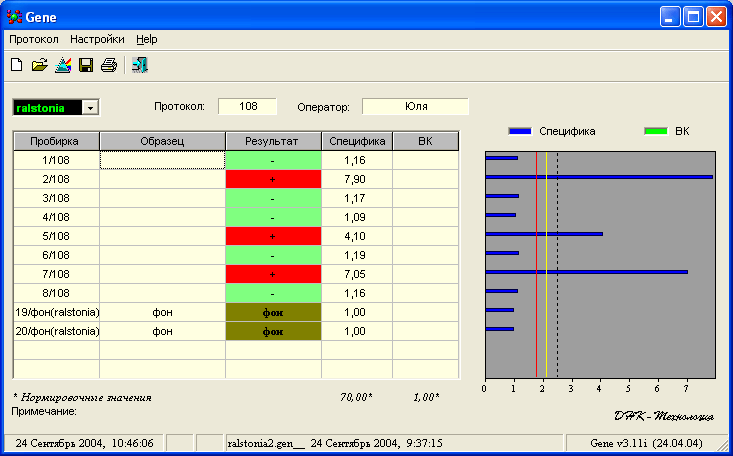 Gene
Протокол Настройки Help
ralstonia Протокол: 108 Оператор: Юля
Специфика ВК
Пробирка Образец Результат Специфика ВК
1/108 - 1,16
2/108 + 7,90
3/108 - 1,17
4/108 - 1,09
5/108 + 4,10
6/108 - 1,19
7/108 + 7,05
8/108 - 1,16
19/фон(ralstonia) фон фон 1,00
20/фон(ralstonia) фон фон 1,00
0 1 2 3 4 5 6 7
* Нормировочные значения 70,00* 1,00*
Примечание:
ДНК - Технология
24 Сентябрь 2004, 10:46:06 ralstonia2.gen__ 24 Сентябрь 2004, 9:37:15 Gene v3.11i (24.04.04)